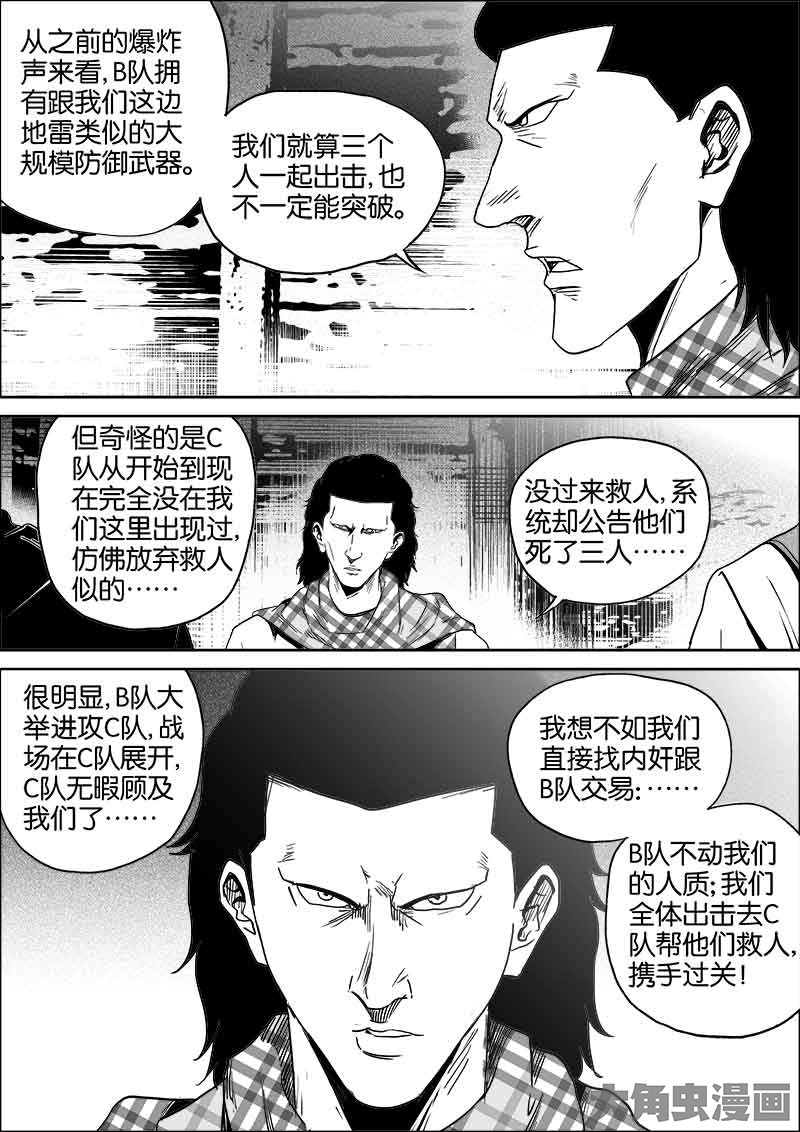 从之前的爆炸
声来看,B队拥
有跟我们这边
地雷类似的大
规模防御武器。
我们就算三个
人一起出击,也
不一定能突破。
但奇怪的是C
队从开始到现
在完全没在我
们这里出现过,
仿佛放弃救人
似的……
没过来救人,系
统却公告他们
死了三人……
很明显,B队大
举进攻C队,战
场在C队展开,
C队无暇顾及
我们了……
我想不如我们
直接找内奸跟
B队交易:……
B队不动我们
的人质;我们
全体出击去C
队帮他们救人,
携手过关!
大角虫漫画